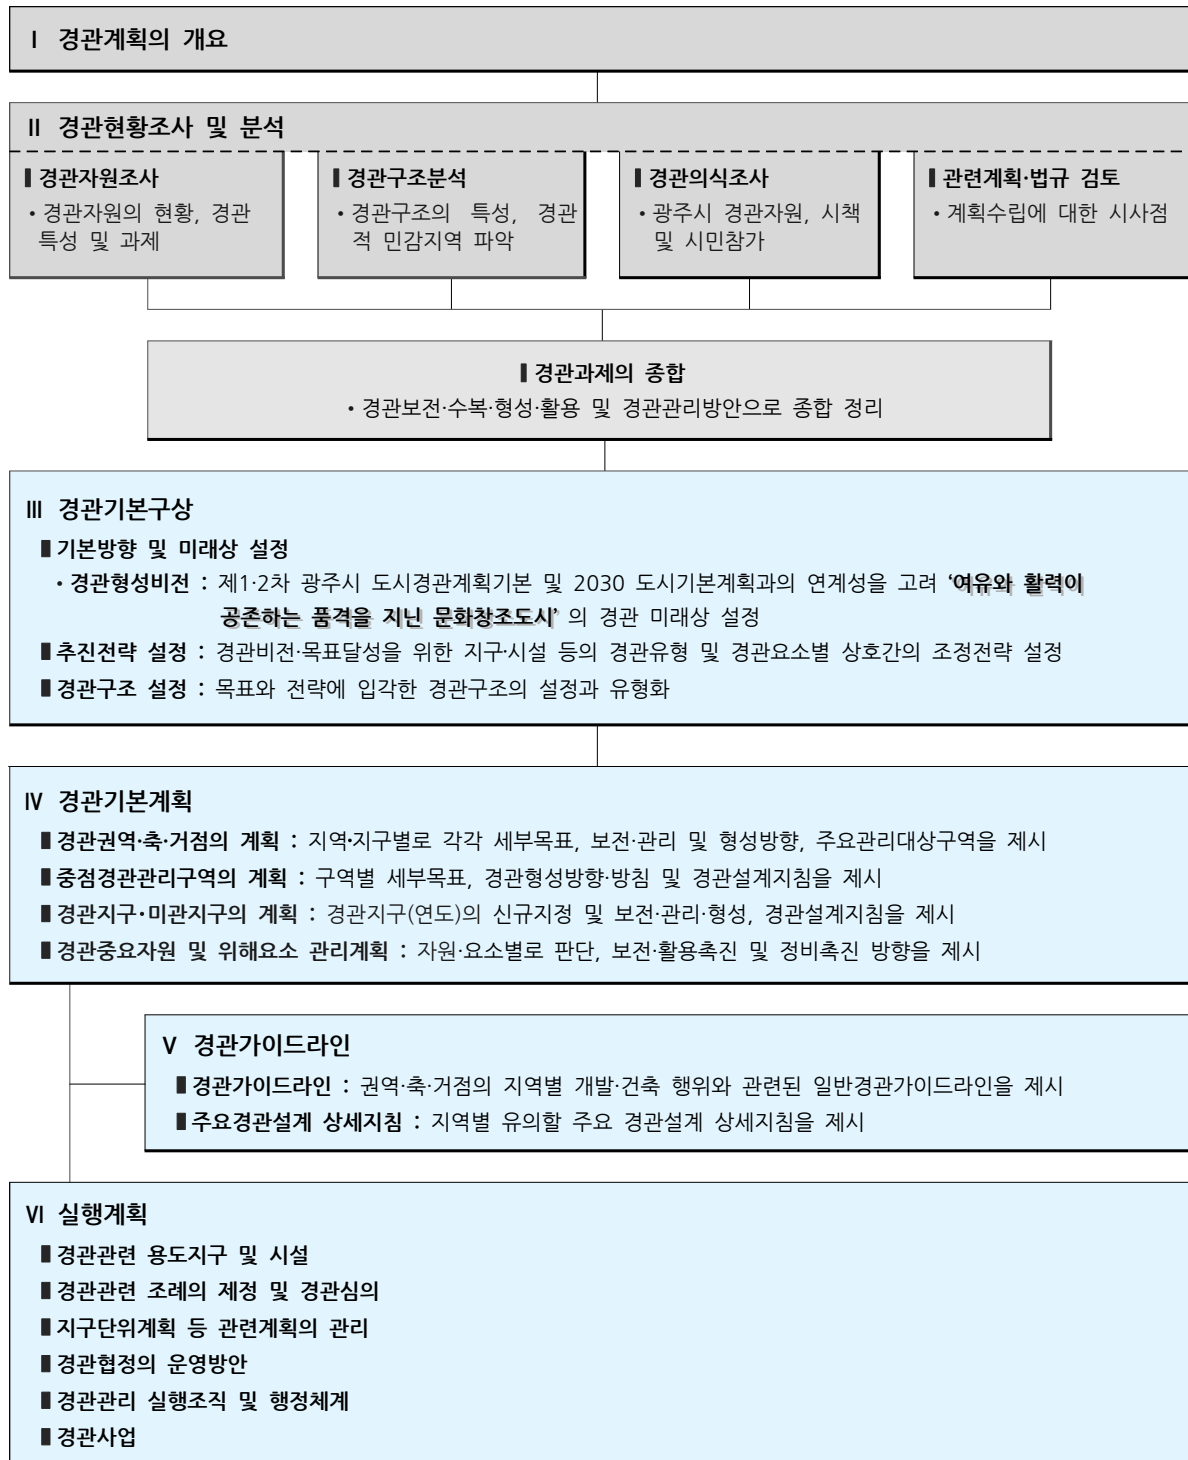 Ⅰ 경관계획의 개요
Ⅱ 경관현황조사 및 분석
▮경관자원조사
• 경관자원의 현황, 경관
특성 및 과제
▮경관구조분석
• 경관구조의 특성, 경관
적 민감지역 파악
▮경관의식조사
• 광주시 경관자원, 시책
및 시민참가
▮관련계획·법규 검토
• 계획수립에 대한 시사점
▮경관과제의 종합
• 경관보전·수복·형성·활용 및 경관관리방안으로 종합 정리
Ⅲ 경관기본구상
▮기본방향 및 미래상 설정
• 경관형성비전 : 제1·2차 광주시 도시경관계획기본 및 2030 도시기본계획과의 연계성을 고려 ‘여유와 활력이
공존하는 품격을 지닌 문화창조도시’ 의 경관 미래상 설정
▮추진전략 설정 : 경관비전·목표달성을 위한 지구·시설 등의 경관유형 및 경관요소별 상호간의 조정전략 설정
▮경관구조 설정 : 목표와 전략에 입각한 경관구조의 설정과 유형화
Ⅳ 경관기본계획
▮경관권역·축·거점의 계획 : 지역·지구별로 각각 세부목표, 보전·관리 및 형성방향, 주요관리대상구역을 제시
▮중점경관관리구역의 계획 : 구역별 세부목표, 경관형성방향·방침 및 경관설계지침을 제시
▮경관지구·미관지구의 계획 : 경관지구(연도)의 신규지정 및 보전·관리·형성, 경관설계지침을 제시
▮경관중요자원 및 위해요소 관리계획 : 자원·요소별로 판단, 보전·활용촉진 및 정비촉진 방향을 제시
Ⅴ 경관가이드라인
▮경관가이드라인 : 권역·축·거점의 지역별 개발·건축 행위와 관련된 일반경관가이드라인을 제시
▮주요경관설계 상세지침 : 지역별 유의할 주요 경관설계 상세지침을 제시
Ⅵ 실행계획
▮경관관련 용도지구 및 시설
▮경관관련 조례의 제정 및 경관심의
▮지구단위계획 등 관련계획의 관리
▮경관협정의 운영방안
▮경관관리 실행조직 및 행정체계
▮경관사업